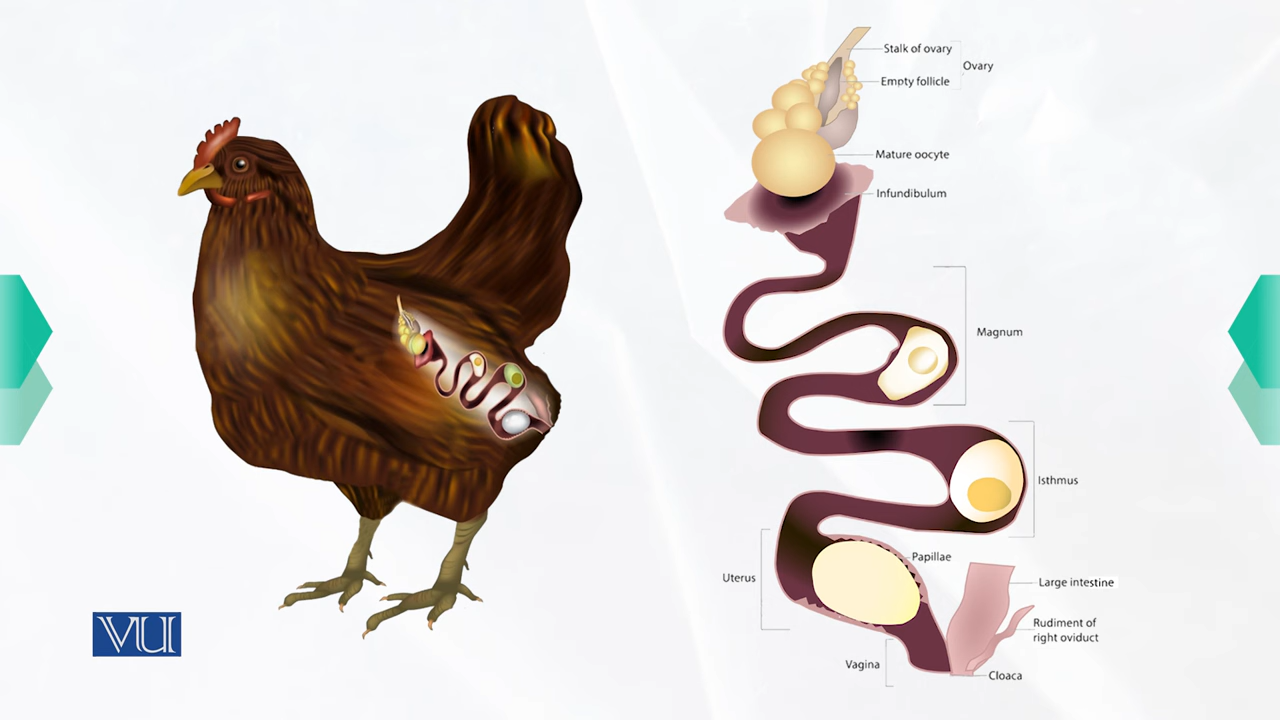 Stalk of ovary
Ovary
Empty follicle
Mature oocyte
Infundibulum
Magnum
Isthmus
Papillae
Uterus
Large intestine
Rudiment of
right oviduct
Vagina
Cloaca
VU